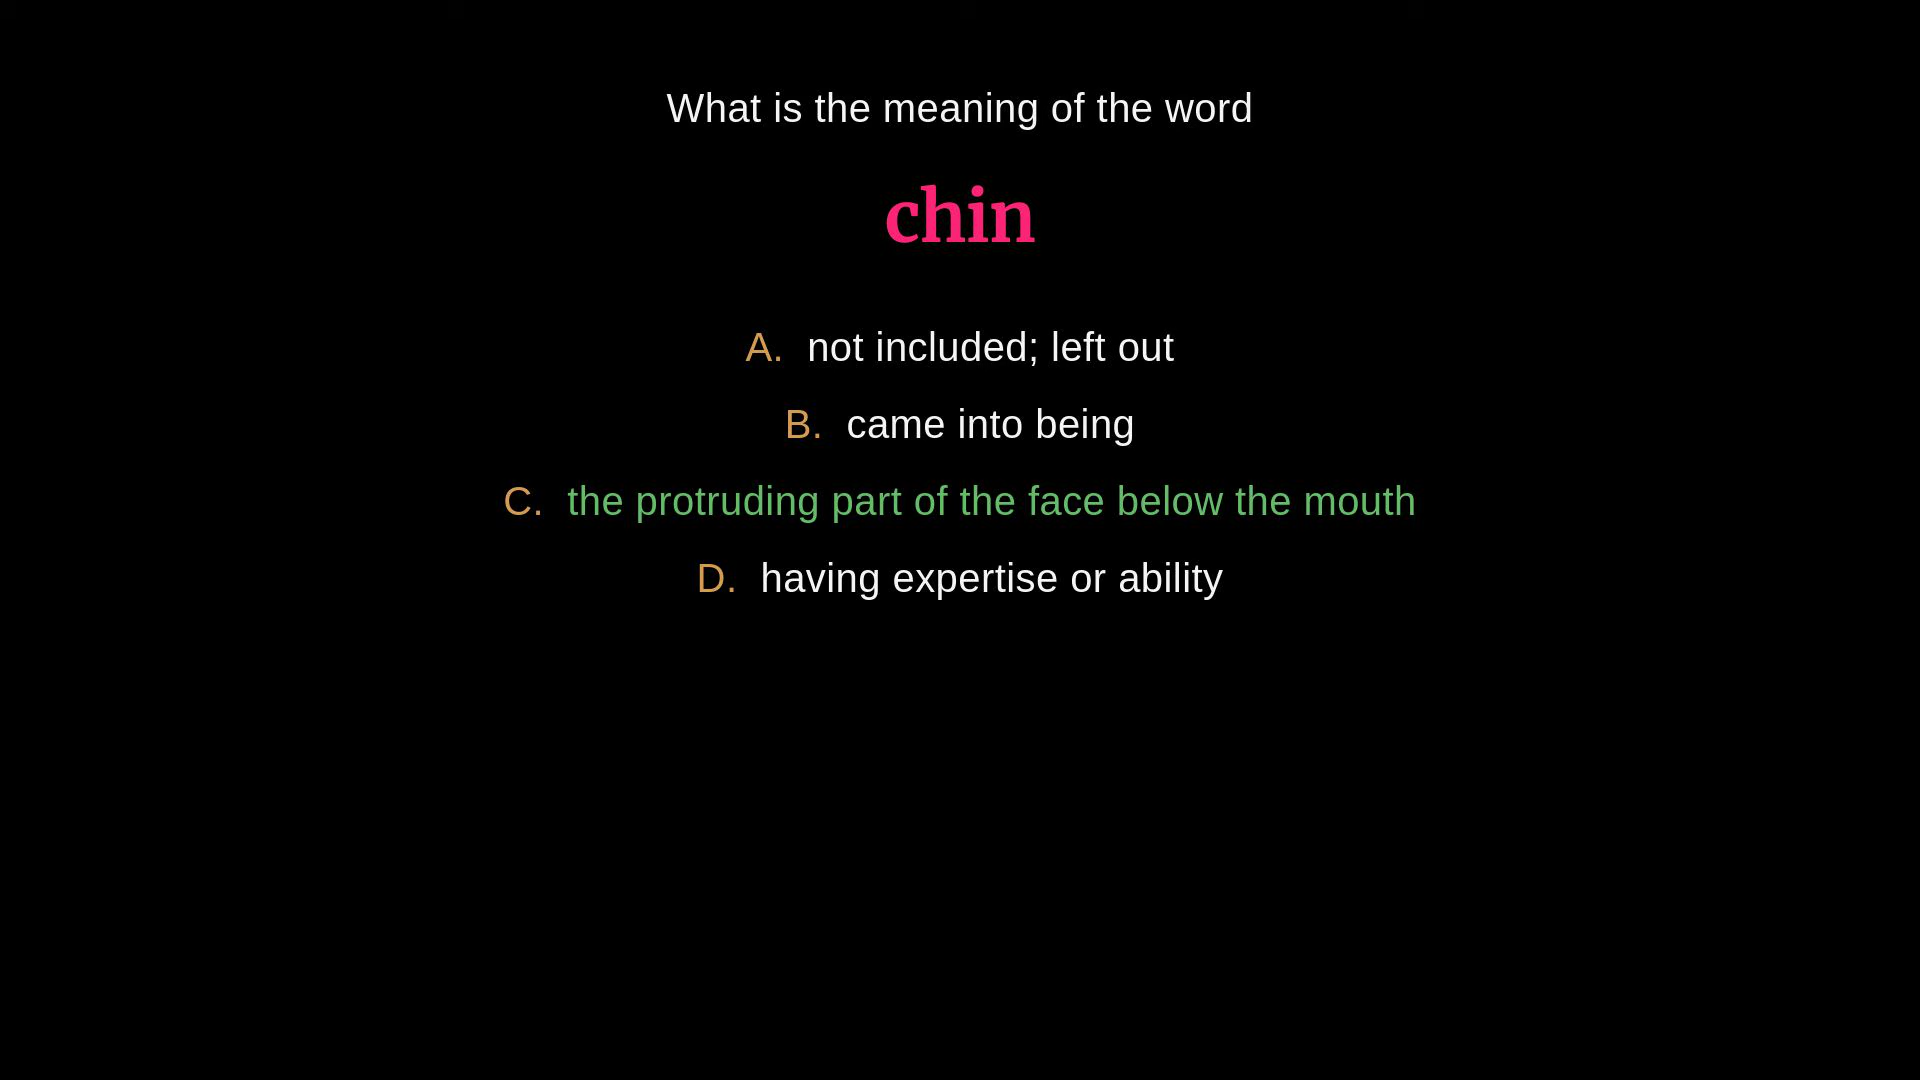 What is the meaning of the word
chin
A. not included; left out
B. came into being
C. the protruding part of the face below the mouth
D. having expertise or ability